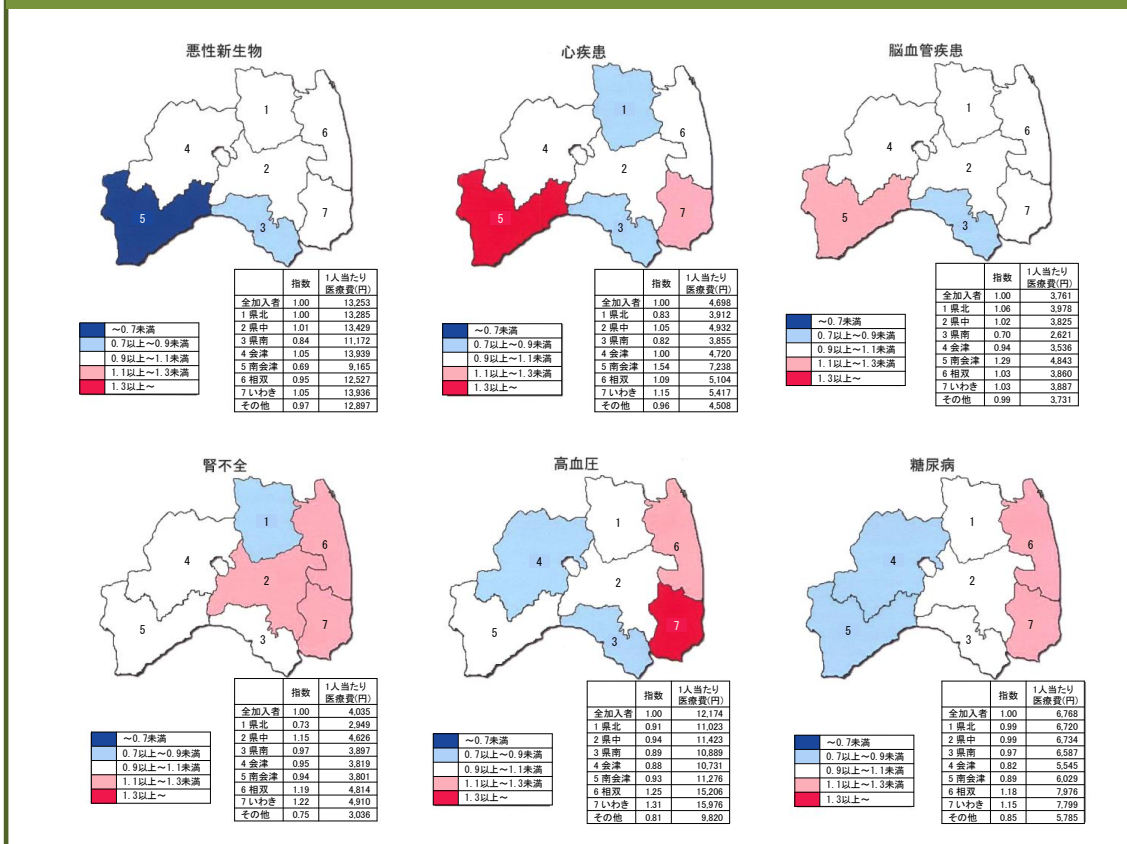 悪性新生物
1
6
4
2
5
3
7
指数 1人当たり医療費(円)
全加入者 1.00 13,253
1 県北 1.00 13,285
2 県中 1.01 13,429
3 県南 0.84 11,172
4 会津 1.05 13,939
5 南会津 0.69 9,165
6 相双 0.95 12,527
7 いわき 1.05 13,936
その他 0.97 12,897
～0.7未満
0.7以上～0.9未満
0.9以上～1.1未満
1.1以上～1.3未満
1.3以上～
心疾患
1
6
4
2
5
3
7
指数 1人当たり医療費(円)
全加入者 1.00 4,698
1 県北 0.83 3,912
2 県中 1.05 4,932
3 県南 0.82 3,855
4 会津 1.00 4,720
5 南会津 1.54 7,238
6 相双 1.09 5,104
7 いわき 1.15 5,417
その他 0.96 4,508
～0.7未満
0.7以上～0.9未満
0.9以上～1.1未満
1.1以上～1.3未満
1.3以上～
脳血管疾患
1
6
4
2
5
3
7
指数 1人当たり医療費(円)
全加入者 1.00 3,761
1 県北 1.06 3,978
2 県中 1.02 3,825
3 県南 0.70 2,621
4 会津 0.94 3,536
5 南会津 1.29 4,843
6 相双 1.03 3,860
7 いわき 1.03 3,887
その他 0.99 3,731
～0.7未満
0.7以上～0.9未満
0.9以上～1.1未満
1.1以上～1.3未満
1.3以上～
腎不全
1
6
4
2
5
3
7
指数 1人当たり医療費(円)
全加入者 1.00 4,035
1 県北 0.73 2,949
2 県中 1.15 4,626
3 県南 0.97 3,897
4 会津 0.95 3,819
5 南会津 0.94 3,801
6 相双 1.19 4,814
7 いわき 1.22 4,910
その他 0.75 3,036
～0.7未満
0.7以上～0.9未満
0.9以上～1.1未満
1.1以上～1.3未満
1.3以上～
高血圧
1
6
4
2
5
3
7
指数 1人当たり医療費(円)
全加入者 1.00 12,174
1 県北 0.91 11,023
2 県中 0.94 11,423
3 県南 0.89 10,889
4 会津 0.88 10,731
5 南会津 0.93 11,276
6 相双 1.25 15,206
7 いわき 1.31 15,976
その他 0.81 9,820
～0.7未満
0.7以上～0.9未満
0.9以上～1.1未満
1.1以上～1.3未満
1.3以上～
糖尿病
1
6
4
2
5
3
7
指数 1人当たり医療費(円)
全加入者 1.00 6,768
1 県北 0.99 6,720
2 県中 0.99 6,734
3 県南 0.97 6,587
4 会津 0.82 5,545
5 南会津 0.89 6,029
6 相双 1.18 7,976
7 いわき 1.15 7,799
その他 0.85 5,785
～0.7未満
0.7以上～0.9未満
0.9以上～1.1未満
1.1以上～1.3未満
1.3以上～